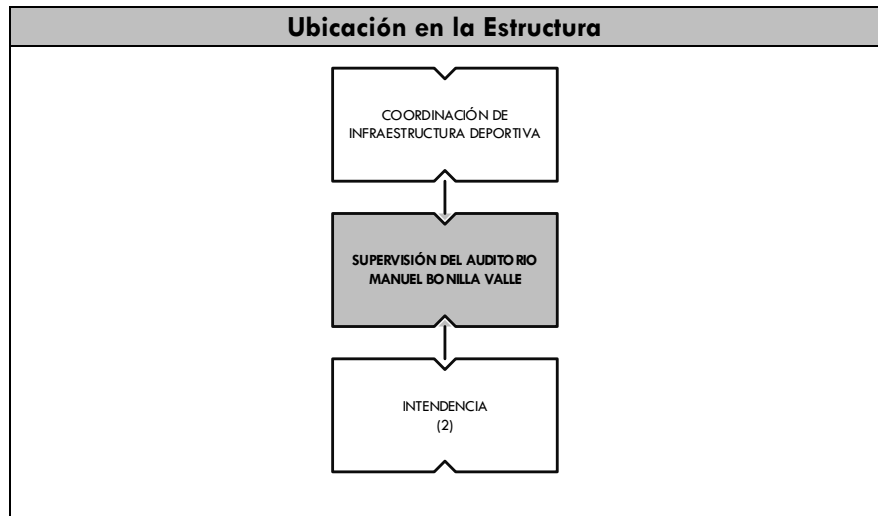 Ubicación en la Estructura
COORDINACIÓN DE
INFRAESTRUCTURA DEPORTIVA
SUPERVISIÓN DEL AUDITORIO
MANUEL BONILLA VALLE
INTENDENCIA
(2)